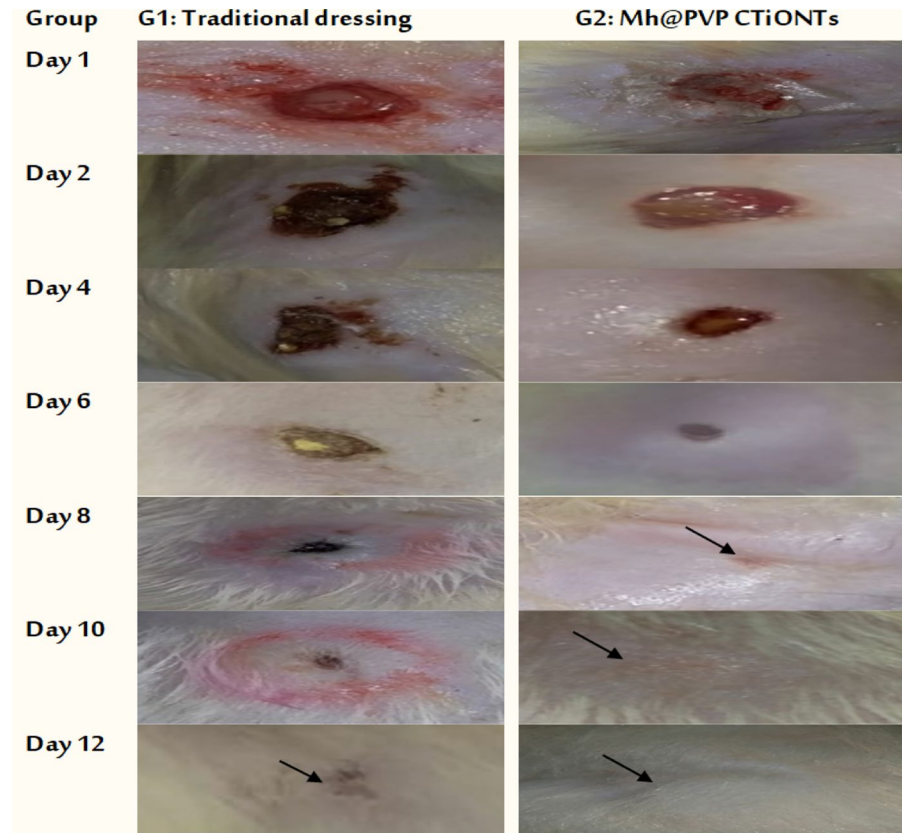 Group G1: Traditional dressing G2: Mh@PVP CTiONTs
Day 1
Day 2
Day 4
Day 6
Day 8
Day 10
Day 12